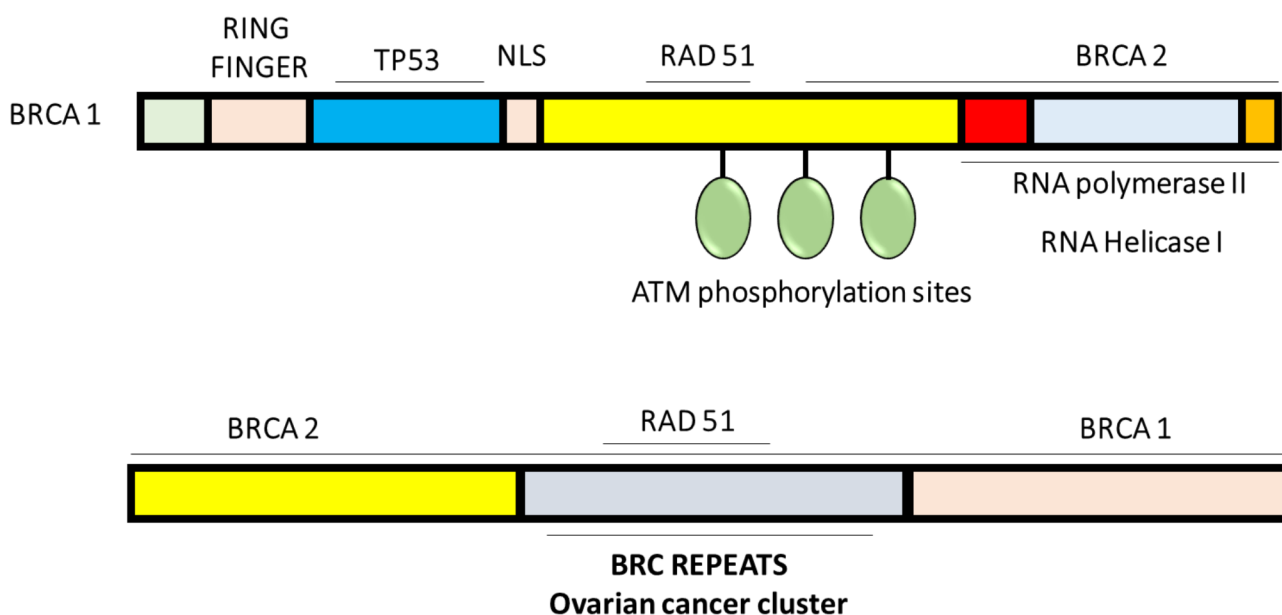 RING
FINGER
TP53
NLS
RAD 51
BRCA 2
BRCA 1
RNA polymerase II
RNA Helicase I
ATM phosphorylation sites
BRCA 2
RAD 51
BRCA 1
BRC REPEATS
Ovarian cancer cluster